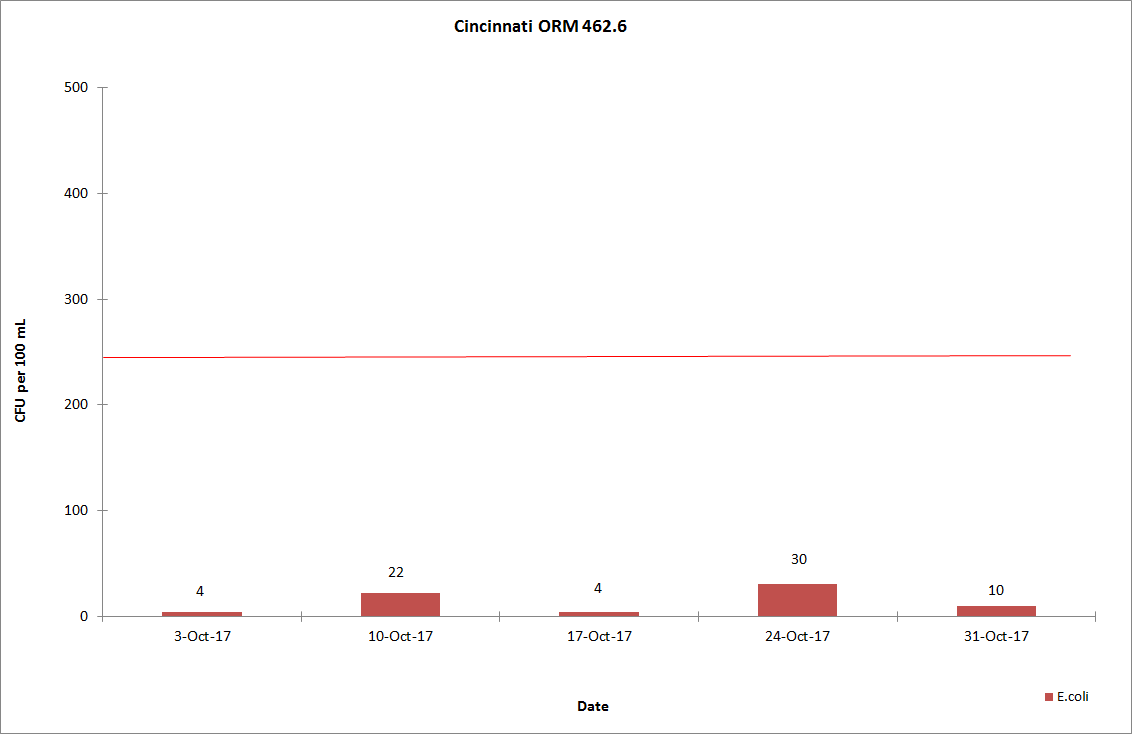 Cincinnati ORM 462.6
CFU per 100 mL
500
400
300
200
100
0
4
22
4
30
10
3-Oct-17
10-Oct-17
17-Oct-17
24-Oct-17
31-Oct-17
Date
E.coli